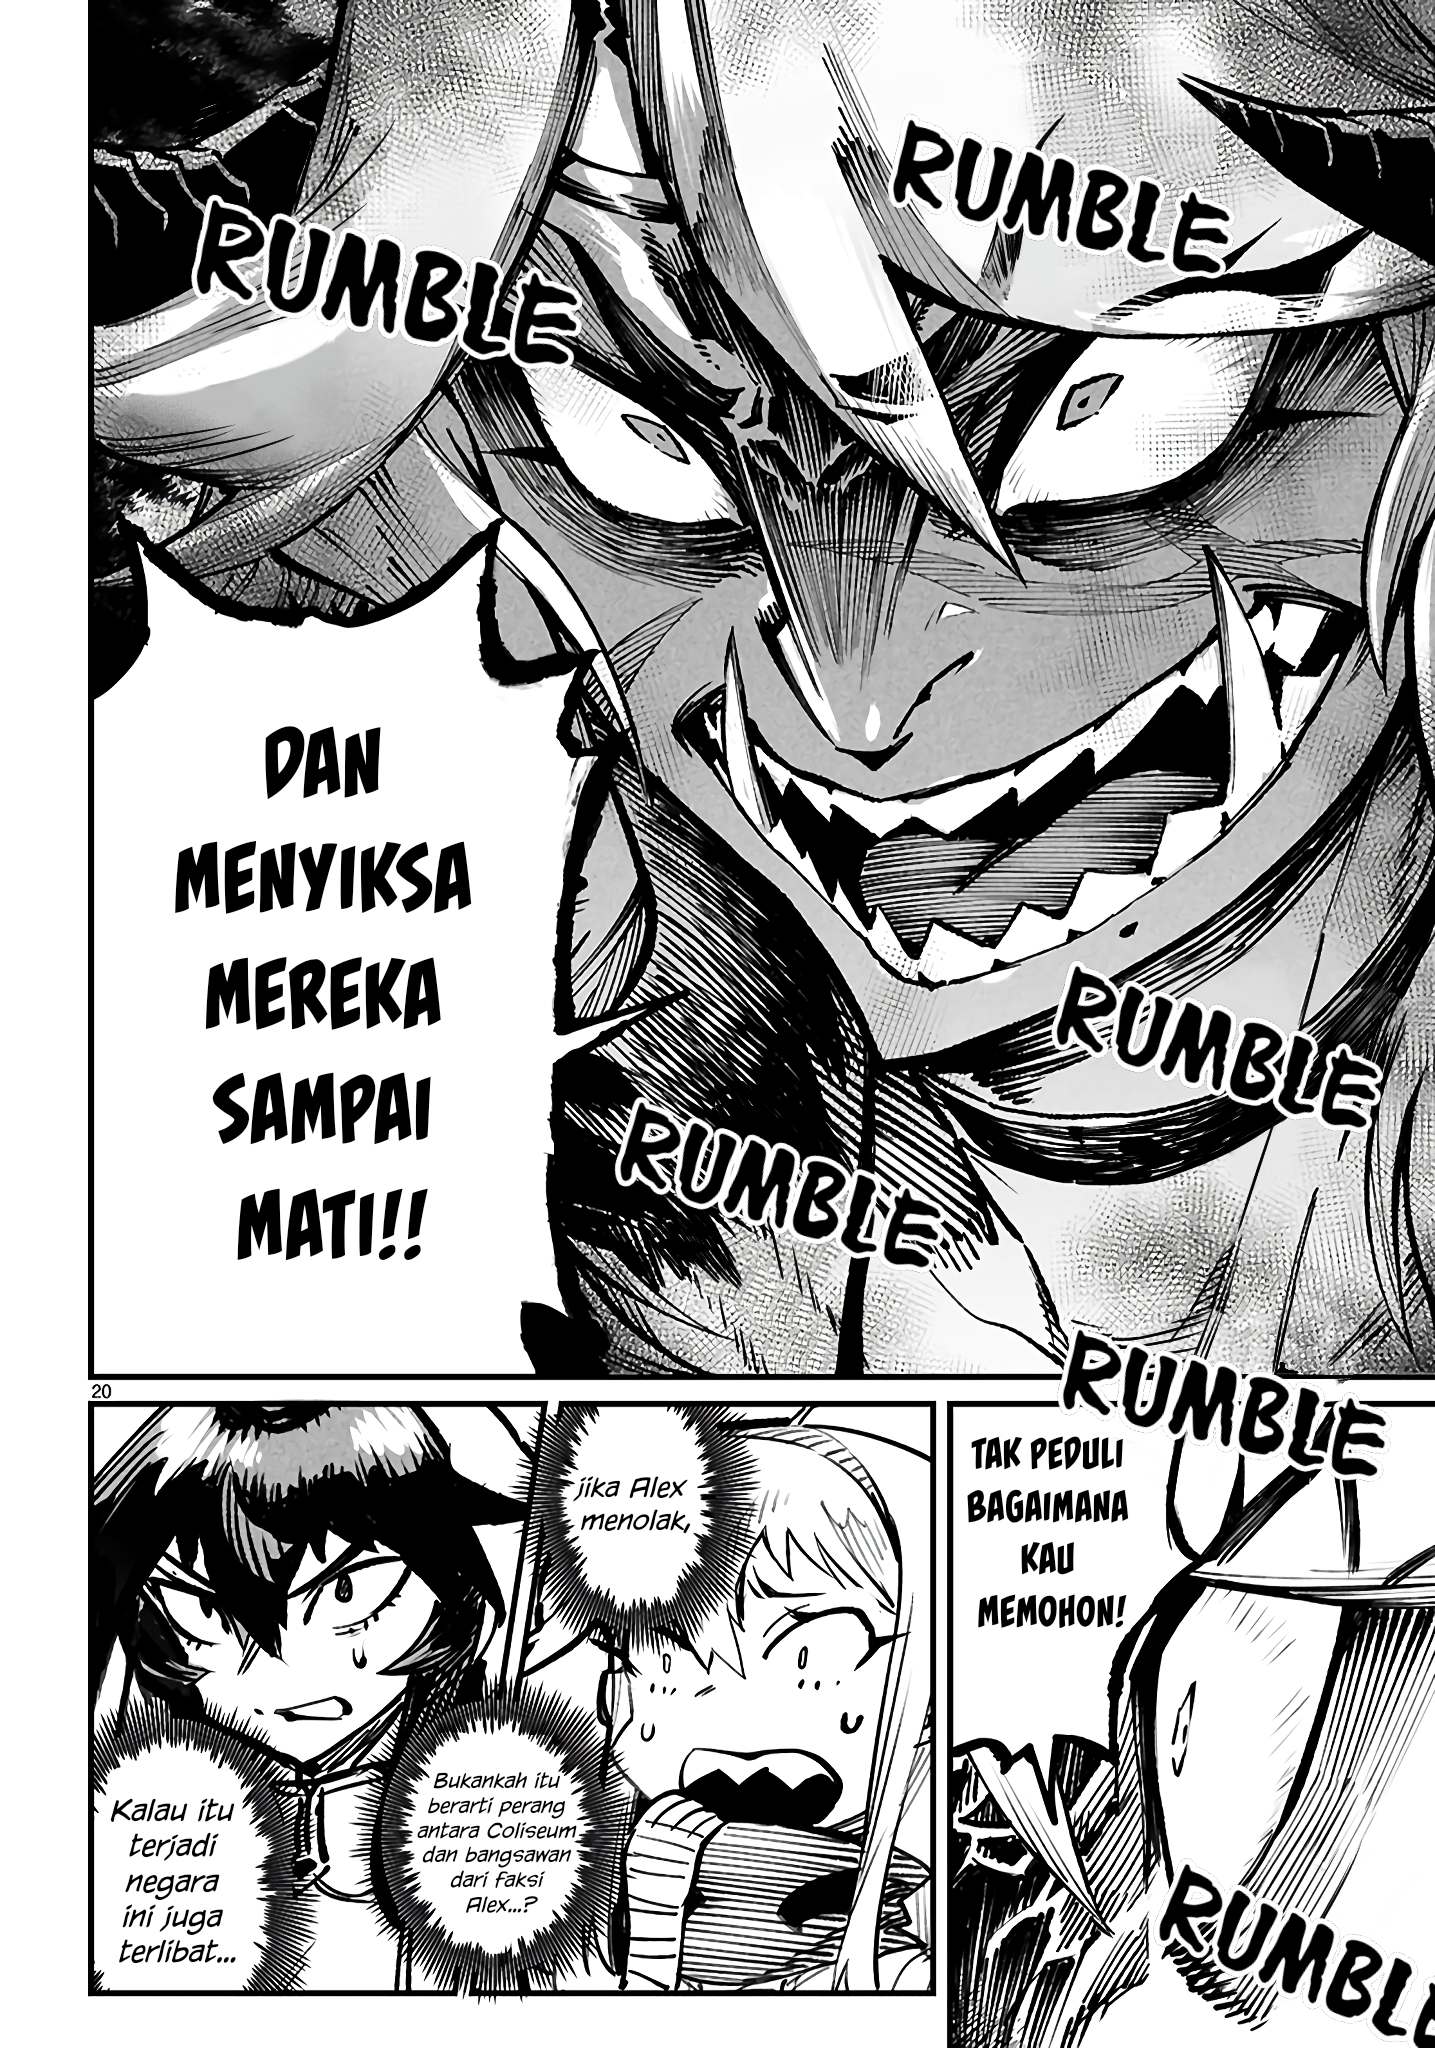 RUMBLE
RUMBLE
DAN
MENYIKSA
MEREKA
SAMPAI
MATI!!
RUMBLE
RUMBLE
RUMBLE
20
TAK PEDULI
BAGAIMANA
KAU
MEMOHON!
RUMBLE
jika Alex
menolak,
Bukankah itu
berarti perang
antara Coliseum
dan bangsawan
dari faksi
Alex...?
Kalau itu
terjadi
negara
ini juga
terlibat...